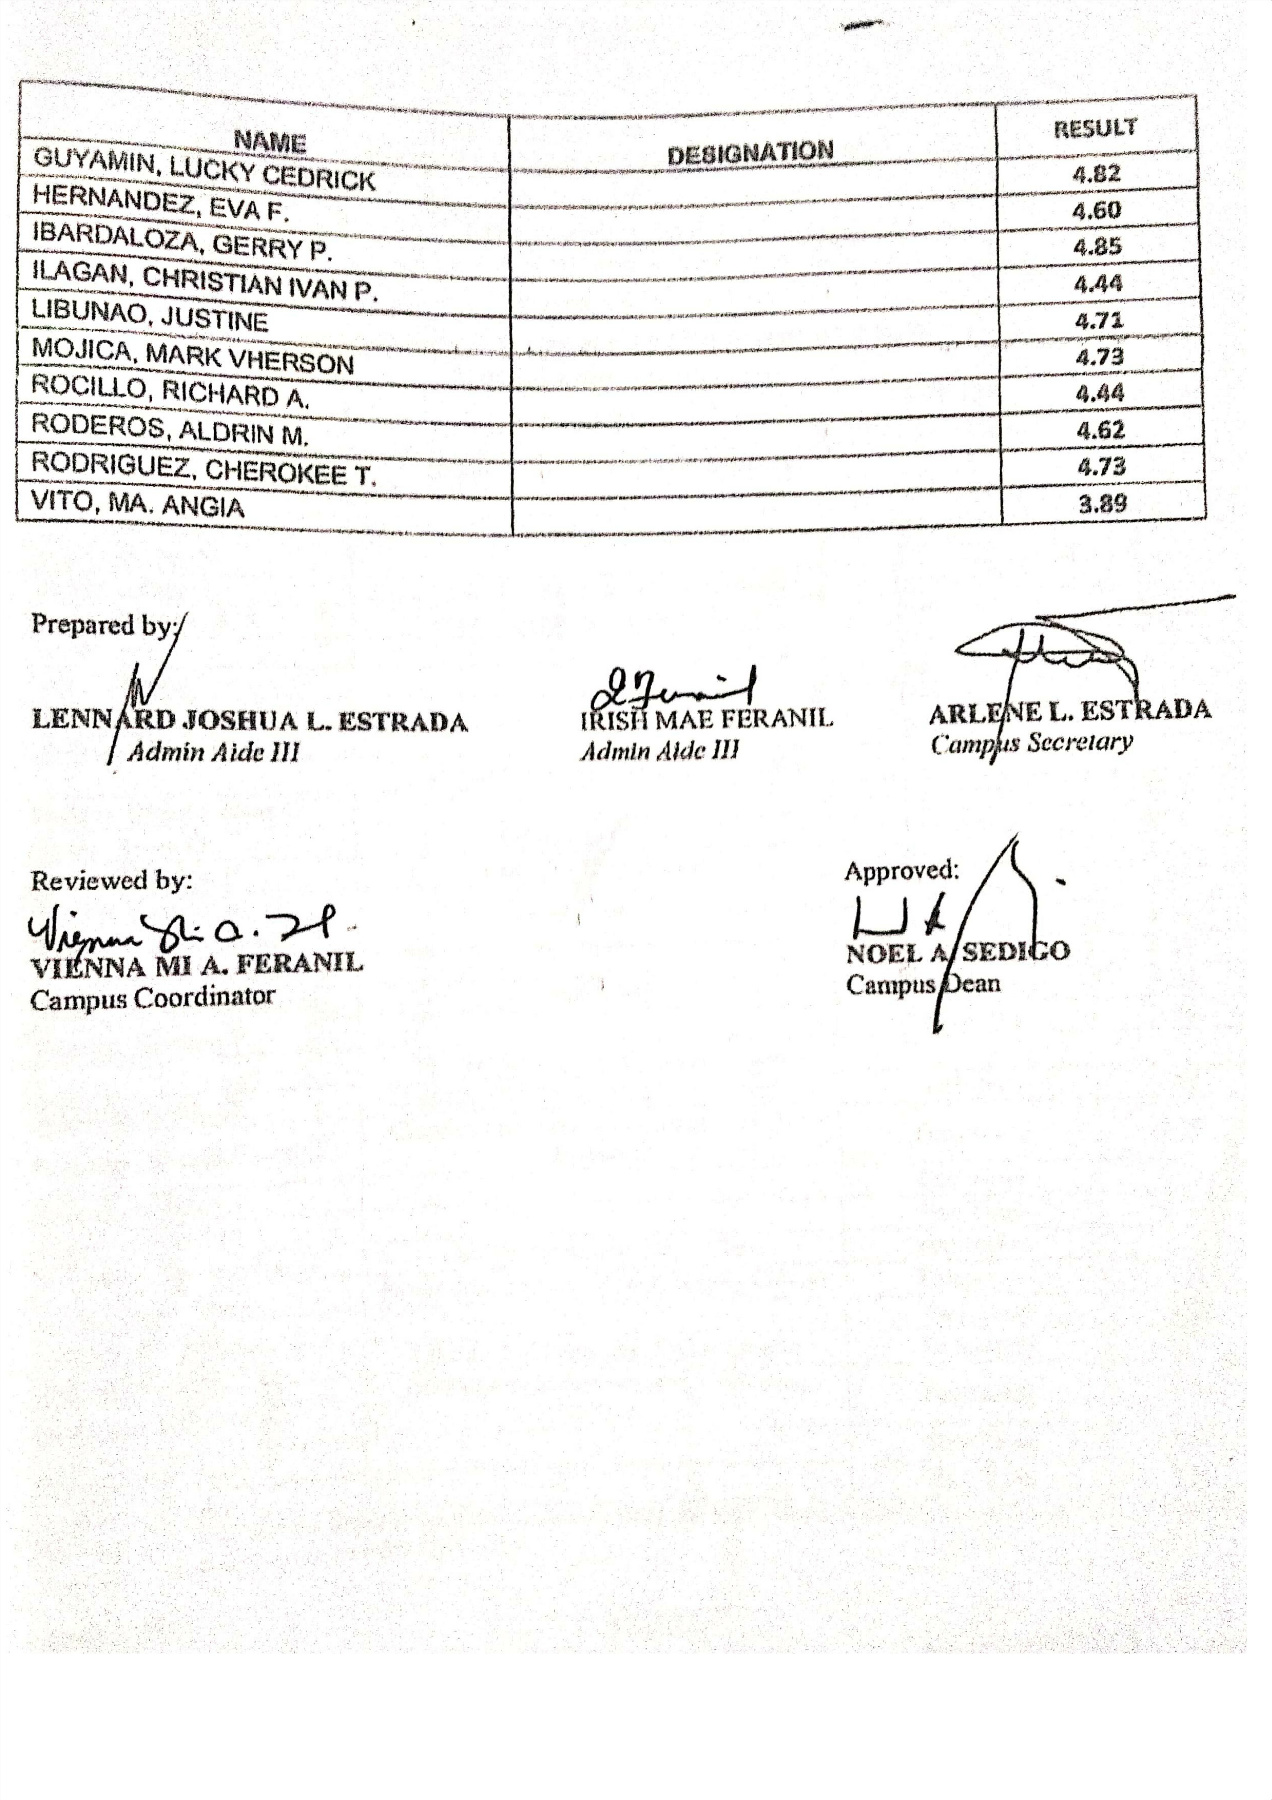 NAME DESIGNATION RESULT
GUYAMIN, LUCKY CEDRICK 4.82
HERNANDEZ, EVA F. 4.60
IBARDALOZA, GERRY P. 4.85
ILAGAN, CHRISTIAN IVAN P. 4.44
LIBUNAO, JUSTINE 4.71
MOJICA, MARK VHERSON 4.73
ROCILLO, RICHARD A. 4.44
RODEROS, ALDRIN M. 4.62
RODRIGUEZ, CHEROKEE T. 4.73
VITO, MA. ANGIA 3.89
Prepared by:
LENNARD JOSHUA L. ESTRADA IRISH MAE FERANIL ARLENE L. ESTRADA
Admin Aide III Admin Aide III Campus Secretary
Reviewed by: Approved:
VIENNA MI A. FERANIL NOEL A. SEDIGO
Campus Coordinator Campus Dean